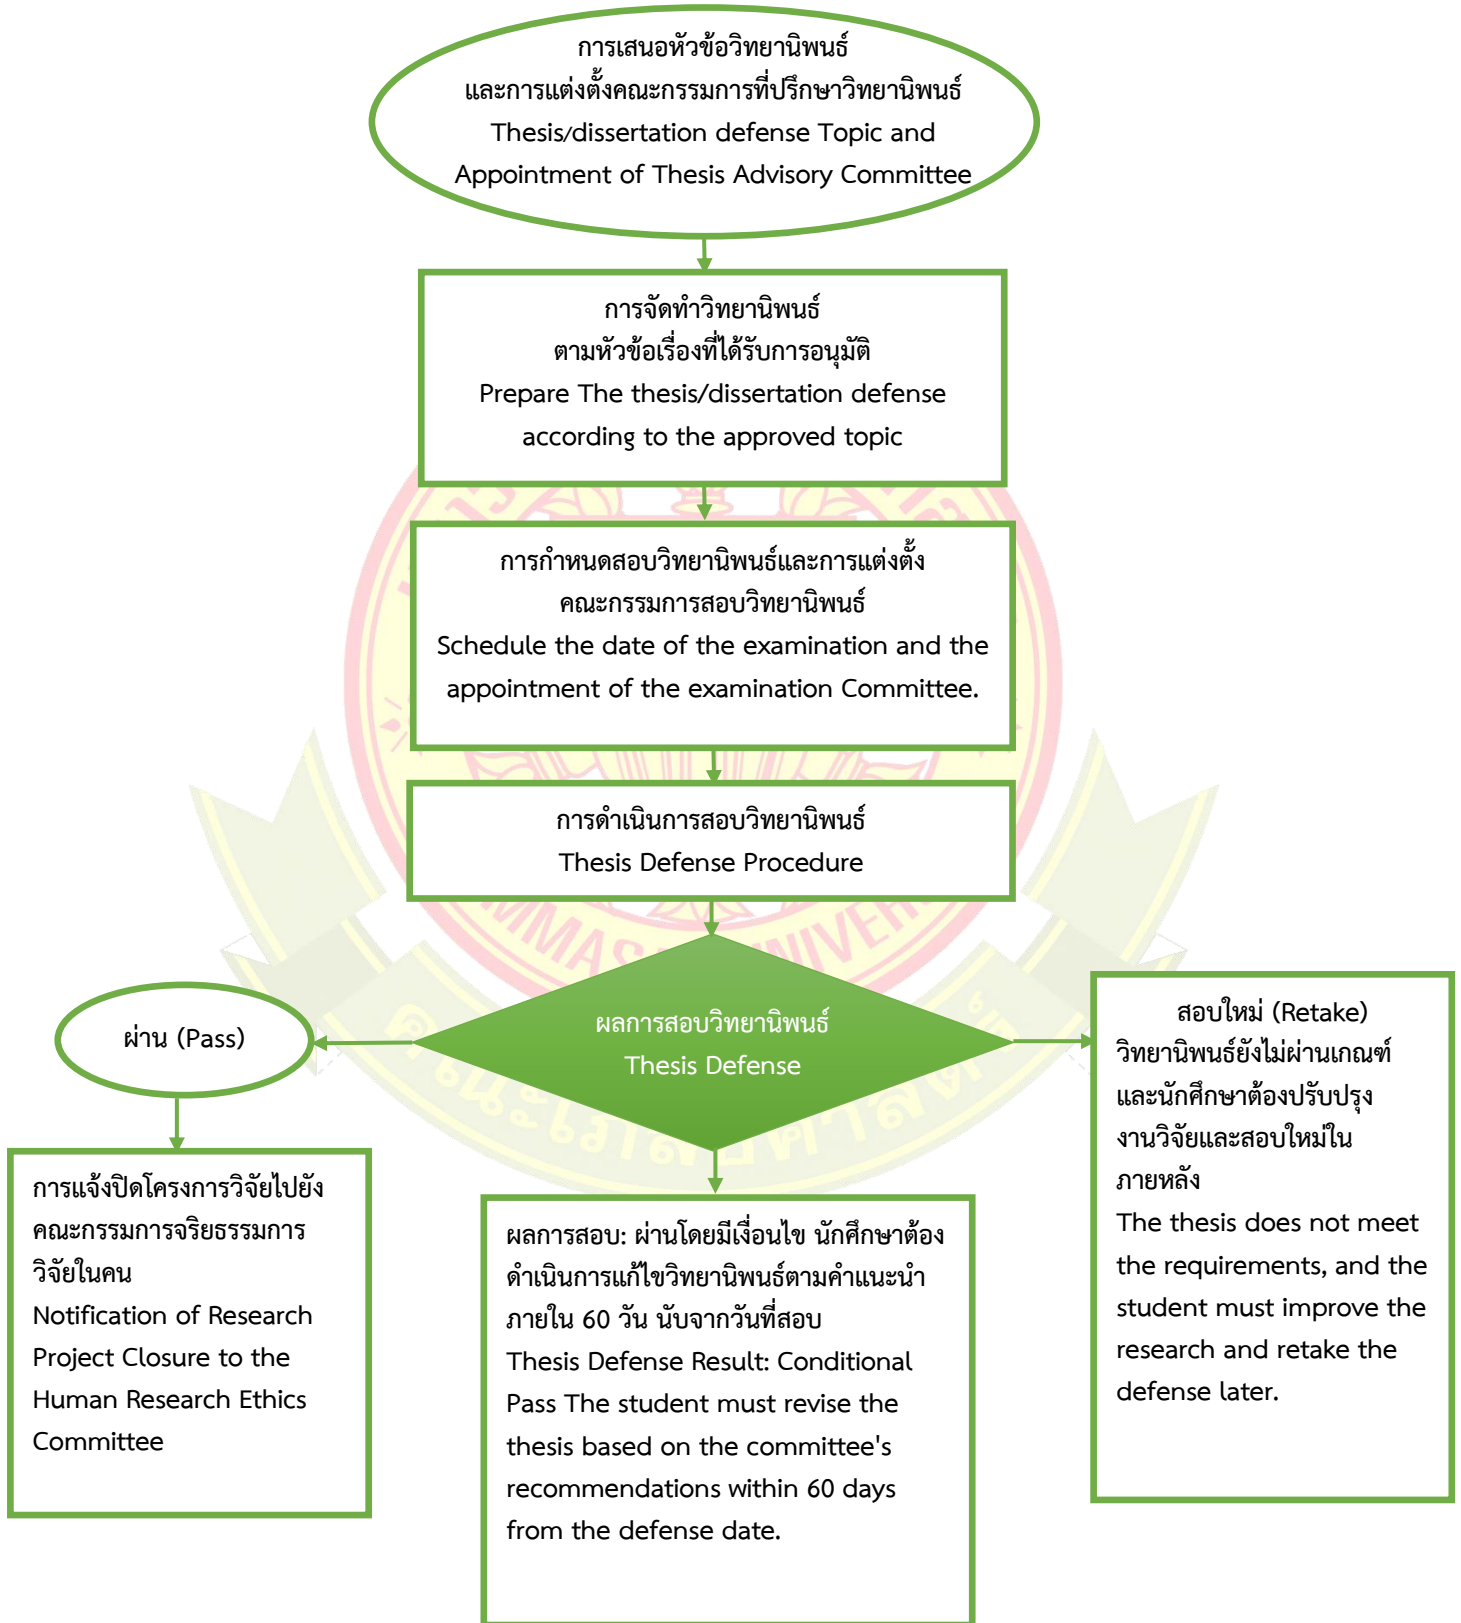 การเสนอหัวข้อวิทยานิพนธ์
และการแต่งตั้งคณะกรรมการที่ปรึกษาวิทยานิพนธ์
Thesis/dissertation defense Topic and
Appointment of Thesis Advisory Committee
การจัดทำวิทยานิพนธ์
ตามหัวข้อเรื่องที่ได้รับการอนุมัติ
Prepare The thesis/dissertation defense
according to the approved topic
การกำหนดสอบวิทยานิพนธ์และการแต่งตั้ง
คณะกรรมการสอบวิทยานิพนธ์
Schedule the date of the examination and the
appointment of the examination Committee.
การดำเนินการสอบวิทยานิพนธ์
Thesis Defense Procedure
ผลการสอบวิทยานิพนธ์
Thesis Defense
ผ่าน (Pass)
การแจ้งปิดโครงการวิจัยไปยัง
คณะกรรมการจริยธรรมการ
วิจัยในคน
Notification of Research
Project Closure to the
Human Research Ethics
Committee
ผลการสอบ: ผ่านโดยมีเงื่อนไข นักศึกษาต้อง
ดำเนินการแก้ไขวิทยานิพนธ์ตามคำแนะนำ
ภายใน 60 วัน นับจากวันที่สอบ
Thesis Defense Result: Conditional
Pass The student must revise the
thesis based on the committee's
recommendations within 60 days
from the defense date.
สอบใหม่ (Retake)
วิทยานิพนธ์ยังไม่ผ่านเกณฑ์
และนักศึกษาต้องปรับปรุง
งานวิจัยและสอบใหม่ใน
ภายหลัง
The thesis does not meet
the requirements, and the
student must improve the
research and retake the
defense later.